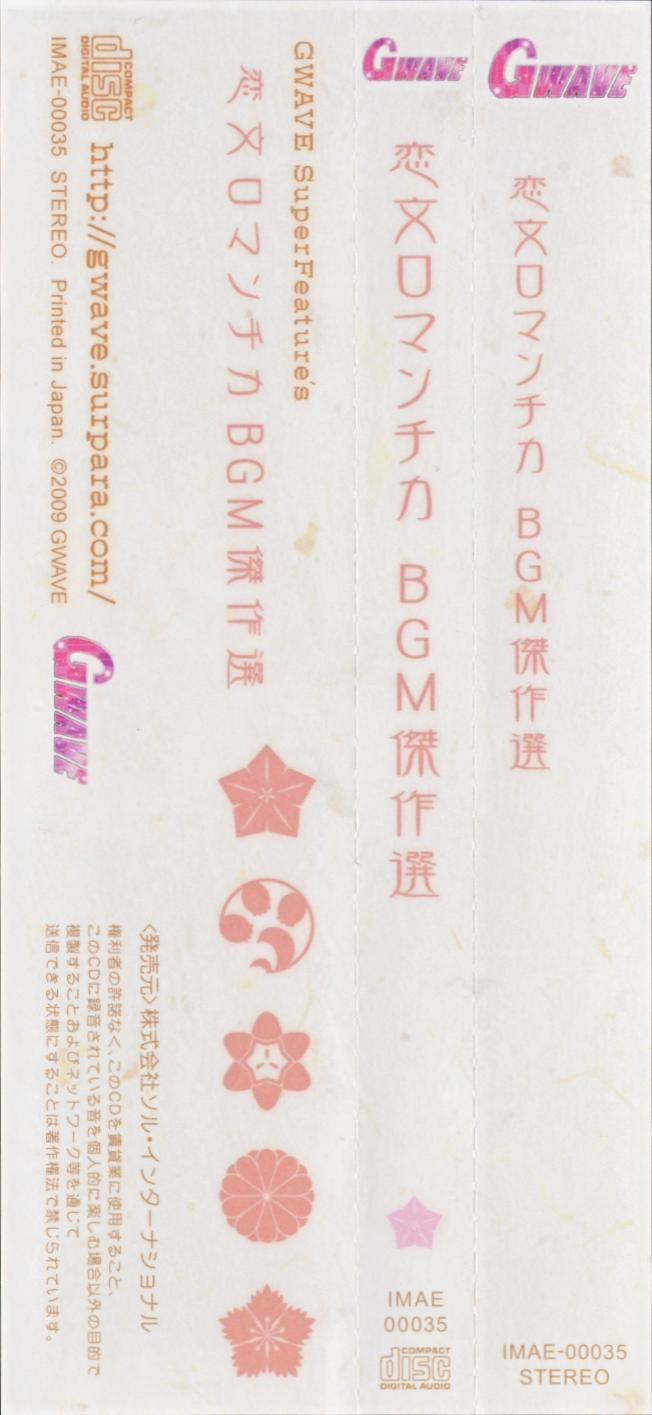 GWAVE
恋文ロマンチカ BGM傑作選
IMAE-00035
STEREO
GWAVE
恋文ロマンチカ BGM傑作選
IMAE
00035
COMPACT
disc
DIGITAL AUDIO
GWAVE SuperFeature's
恋文ロマンチカ BGM傑作選
COMPACT
disc
DIGITAL AUDIO
http://gwave.surpara.com/
IMAE-00035 STEREO. Printed in Japan. ©2009 GWAVE
GWAVE
〈発売元〉株式会社ソル・インターナショナル
権利者の許諾なく、このCDを賃貸業に使用すること、
このCDに録音されている音を個人的に楽しむ場合以外の目的で
複製することおよびネットワーク等を通じて
送信できる状態にすることは著作権法で禁じられています。